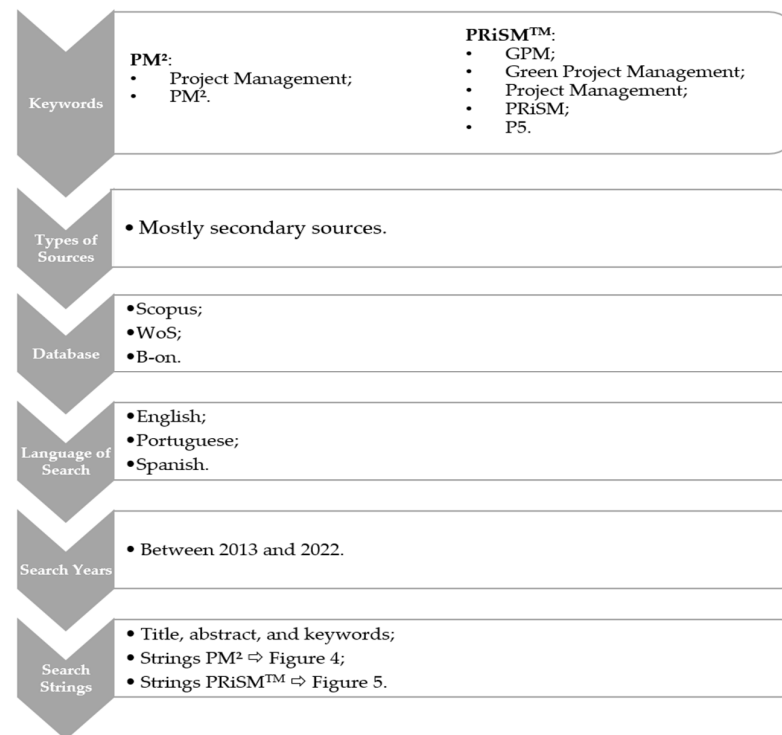 Keywords
PM²:
• Project Management;
• PM².
PRiSM™:
• GPM;
• Green Project Management;
• Project Management;
• PRiSM;
• P5.
Types of
Sources
• Mostly secondary sources.
Database
•Scopus;
•WoS;
•B-on.
Language of
Search
•English;
•Portuguese;
•Spanish.
Search Years
• Between 2013 and 2022.
Search
Strings
• Title, abstract, and keywords;
• Strings PM² ⇨ Figure 4;
• Strings PRiSM™ ⇨ Figure 5.